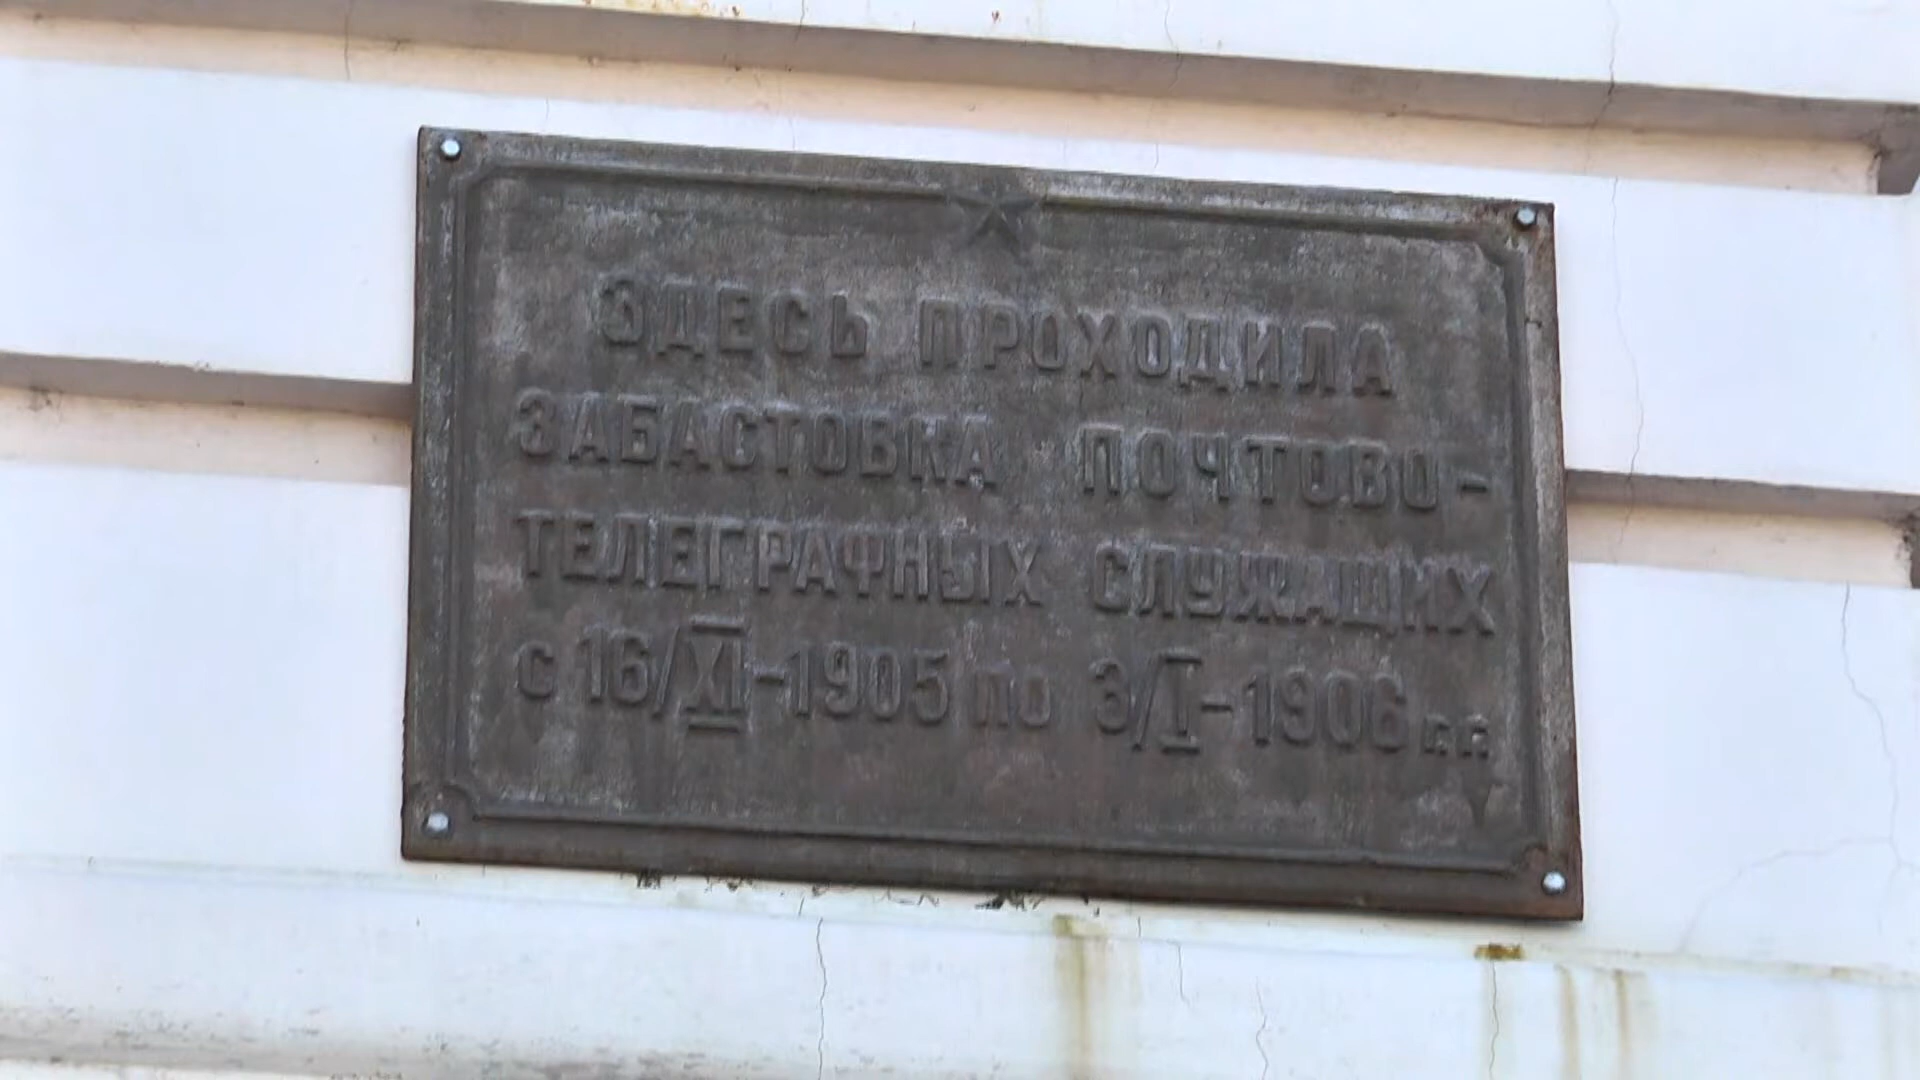 ЗДЕСЬ ПРОХОДИЛА
ЗАБАСТОВКА ПОЧТОВО-
ТЕЛЕГРАФНЫХ СЛУЖАЩИХ
С 16/XI-1905 по 3/I-1906 г.г.